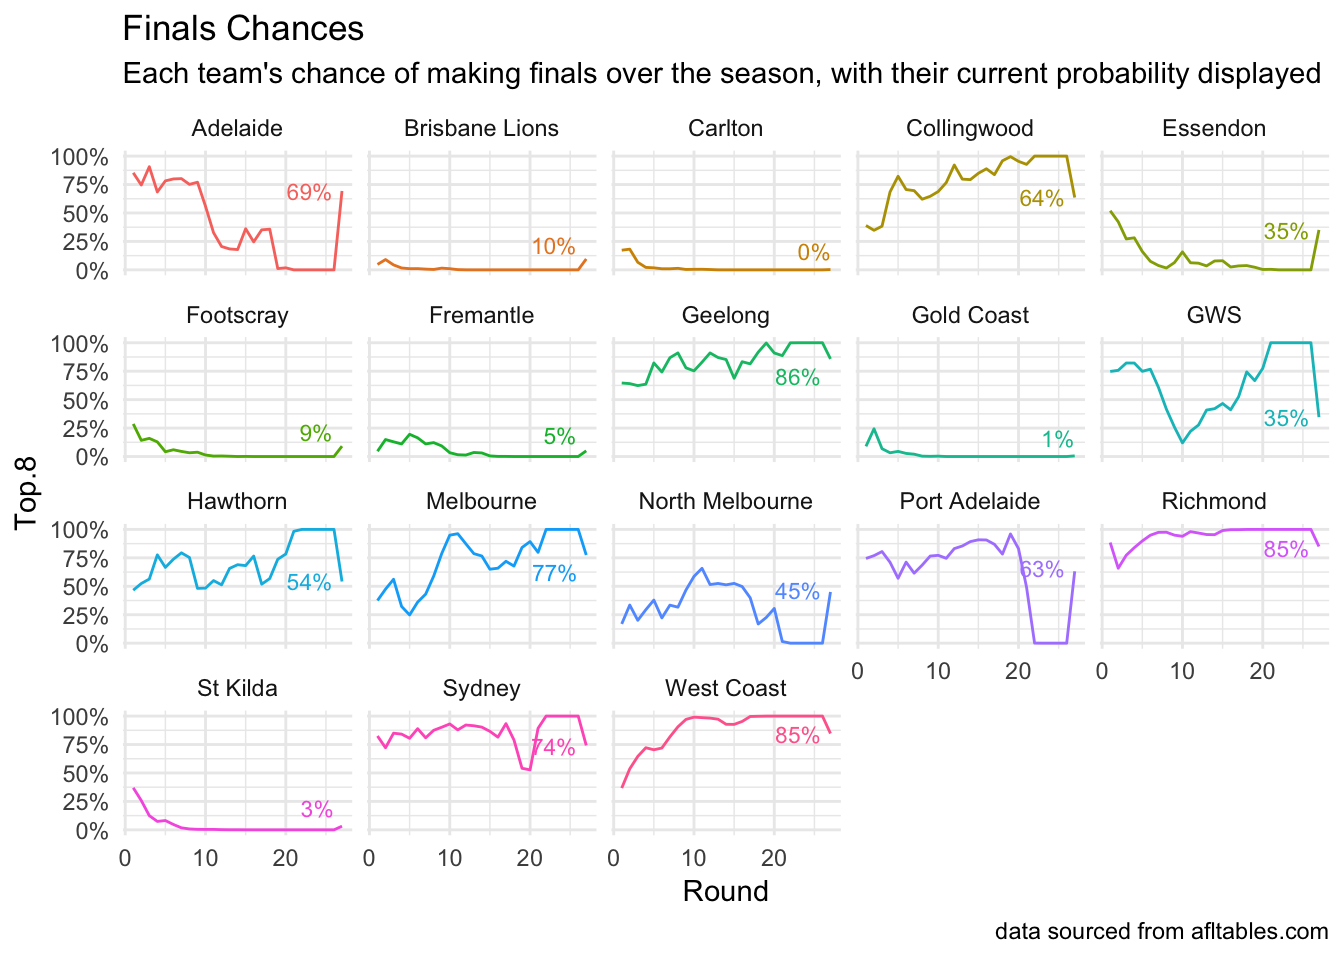 Finals Chances
Each team's chance of making finals over the season, with their current probability displayed
Adelaide Brisbane Lions Carlton Collingwood Essendon
100%
75%
50%
25%
0%
69% 10% 0% 64% 35%
Footscray Fremantle Geelong Gold Coast GWS
100%
75%
50%
25%
0%
9% 5% 86% 1% 35%
Top.8
Hawthorn Melbourne North Melbourne Port Adelaide Richmond
100%
75%
50%
25%
0%
54% 77% 45% 63% 85%
0 10 20 0 10 20
St Kilda Sydney West Coast
100%
75%
50%
25%
0%
3% 74% 85%
0 10 20 0 10 20 0 10 20
Round
data sourced from afltables.com